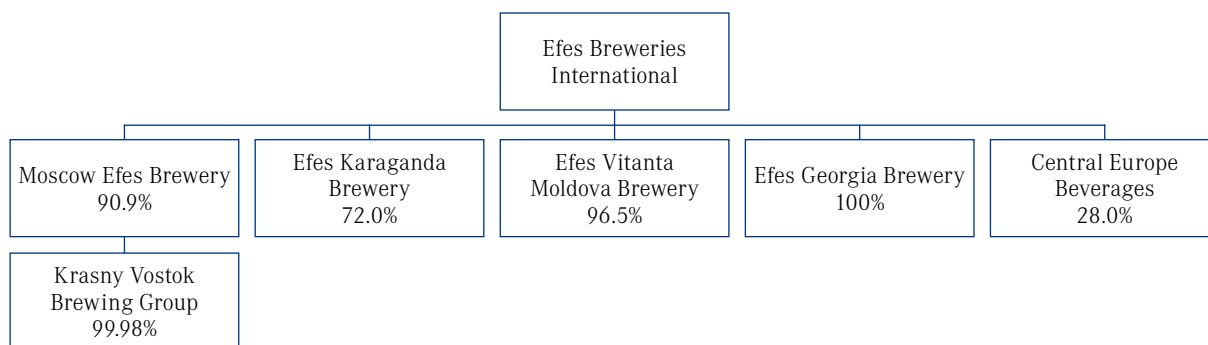 Efes Breweries
International
Moscow Efes Brewery
90.9%
Efes Karaganda
Brewery
72.0%
Efes Vitanta
Moldova Brewery
96.5%
Efes Georgia Brewery
100%
Central Europe
Beverages
28.0%
Krasny Vostok
Brewing Group
99.98%